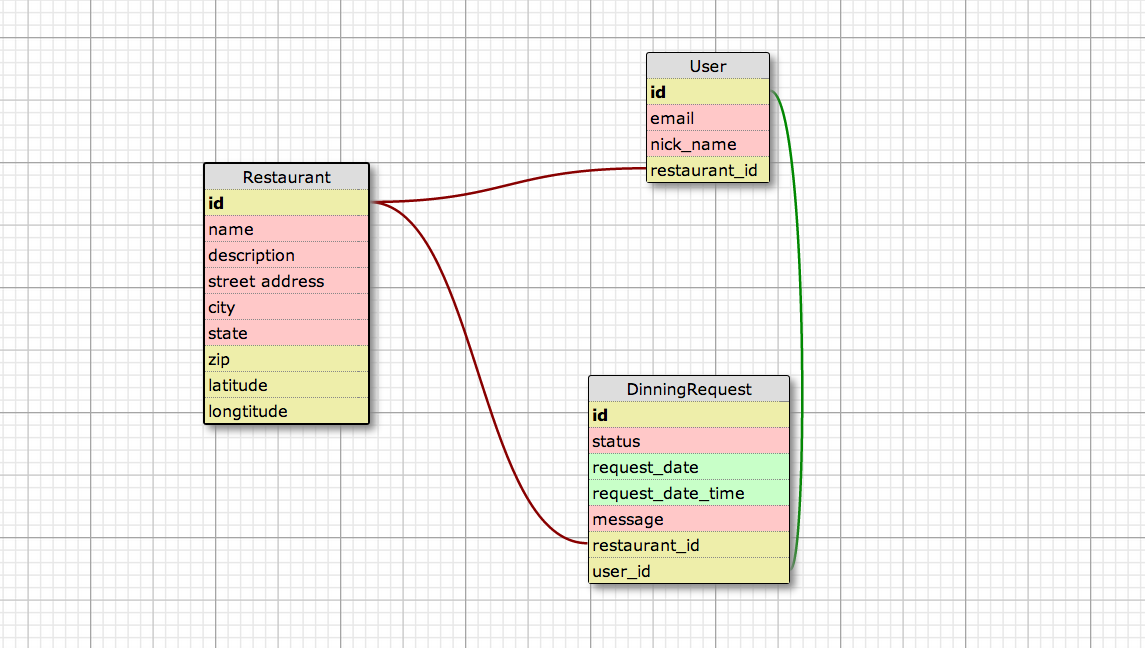 User
id
email
nick_name
restaurant_id
Restaurant
id
name
description
street address
city
state
zip
latitude
longtitude
DinningRequest
id
status
request_date
request_date_time
message
restaurant_id
user_id